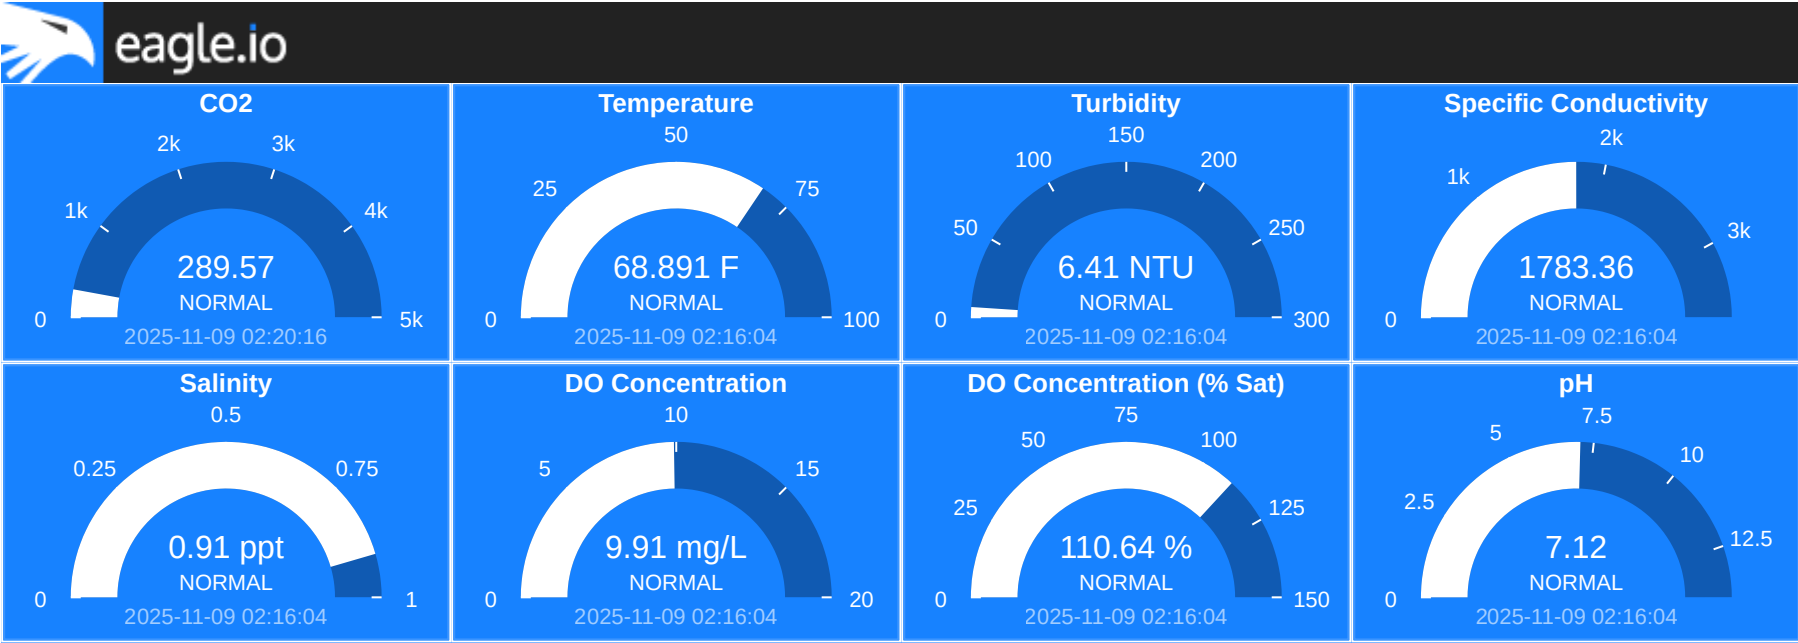 eagle.io
CO2
0
1k
2k
3k
4k
5k
289.57
NORMAL
2025-11-09 02:20:16
Temperature
0
25
50
75
100
68.891 F
NORMAL
2025-11-09 02:16:04
Turbidity
0
50
100
150
200
250
300
6.41 NTU
NORMAL
2025-11-09 02:16:04
Specific Conductivity
0
1k
2k
3k
1783.36
NORMAL
2025-11-09 02:16:04
Salinity
0
0.25
0.5
0.75
1
0.91 ppt
NORMAL
2025-11-09 02:16:04
DO Concentration
0
5
10
15
20
9.91 mg/L
NORMAL
2025-11-09 02:16:04
DO Concentration (% Sat)
0
25
50
75
100
125
150
110.64 %
NORMAL
2025-11-09 02:16:04
pH
0
2.5
5
7.5
10
12.5
7.12
NORMAL
2025-11-09 02:16:04